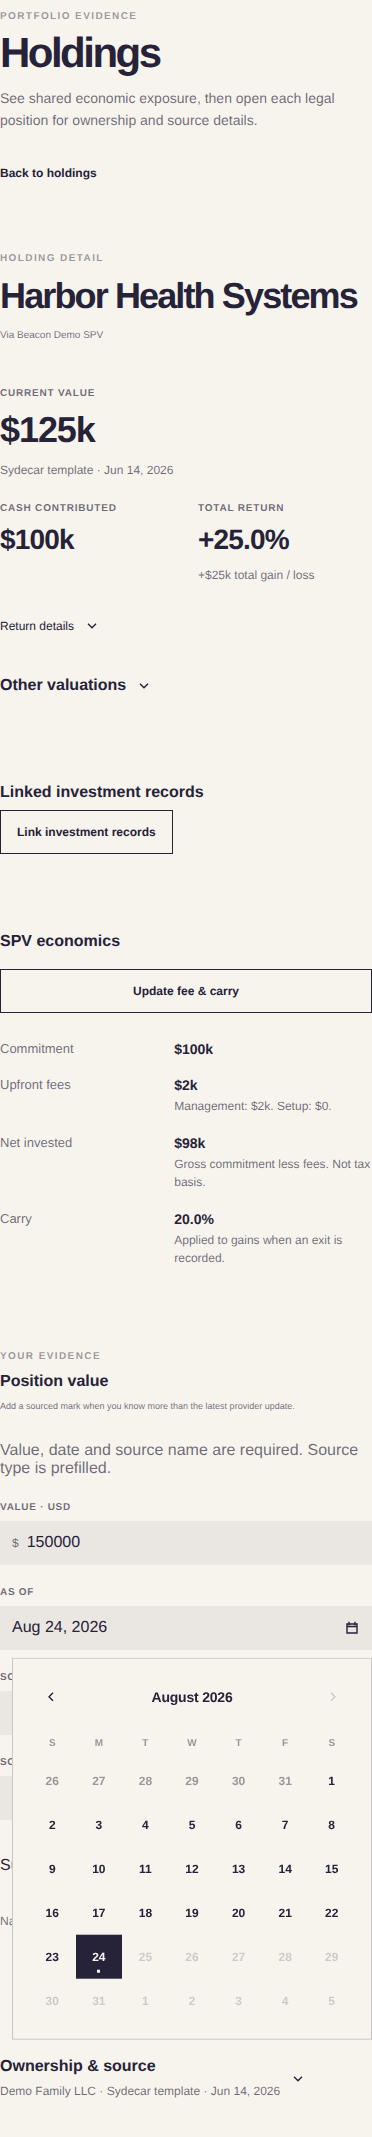 PORTFOLIO EVIDENCE
Holdings
See shared economic exposure, then open each legal
position for ownership and source details.
Back to holdings
HOLDING DETAIL
Harbor Health Systems
Via Beacon Demo SPV
CURRENT VALUE
$125k
Sydecar template · Jun 14, 2026
CASH CONTRIBUTED TOTAL RETURN
$100k +25.0%
+$25k total gain / loss
Return details
Other valuations
Linked investment records
Link investment records
SPV economics
Update fee & carry
Commitment $100k
Upfront fees $2k
Management: $2k. Setup: $0.
Net invested $98k
Gross commitment less fees. Not tax
basis.
Carry 20.0%
Applied to gains when an exit is
recorded.
YOUR EVIDENCE
Position value
Add a sourced mark when you know more than the latest provider update.
Value, date and source name are required. Source
type is prefilled.
VALUE · USD
$ 150000
AS OF
Aug 24, 2026
August 2026
S M T W T F S
26 27 28 29 30 31 1
2 3 4 5 6 7 8
9 10 11 12 13 14 15
16 17 18 19 20 21 22
23 24 25 26 27 28 29
30 31 1 2 3 4 5
Ownership & source
Demo Family LLC · Sydecar template · Jun 14, 2026